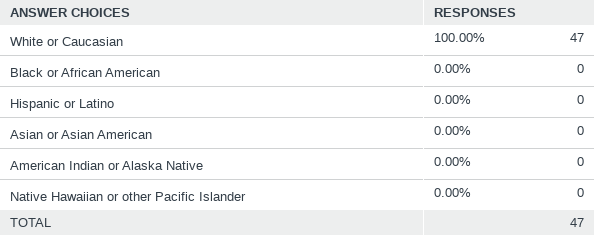 ANSWER CHOICES RESPONSES
White or Caucasian 100.00% 47
Black or African American 0.00% 0
Hispanic or Latino 0.00% 0
Asian or Asian American 0.00% 0
American Indian or Alaska Native 0.00% 0
Native Hawaiian or other Pacific Islander 0.00% 0
TOTAL 47